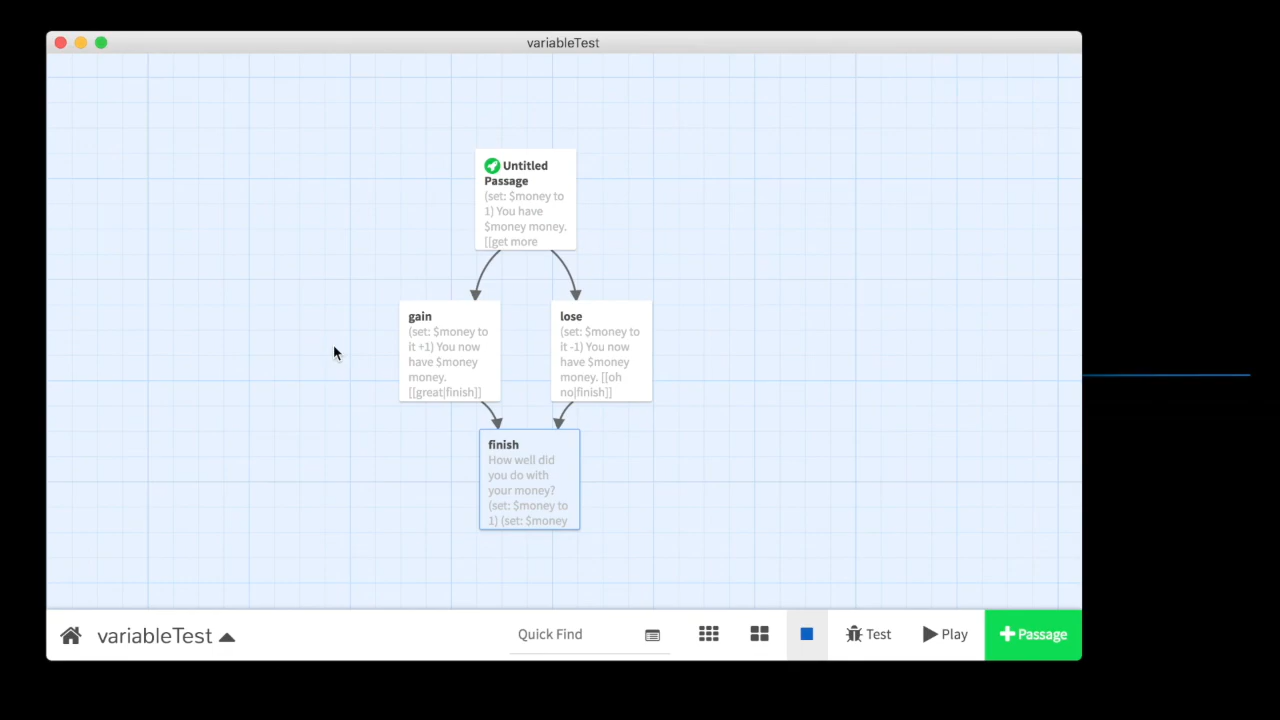 variableTest
Untitled
Passage
(set: $money to
1) You have
$money money.
[[get more
gain
(set: $money to
it +1) You now
have $money
money.
[[great|finish]]
lose
(set: $money to
it -1) You now
have $money
money. [[oh
no|finish]]
finish
How well did
you do with
your money?
(set: $money to
1) (set: $money
variableTest
Quick Find
Test
Play
Passage